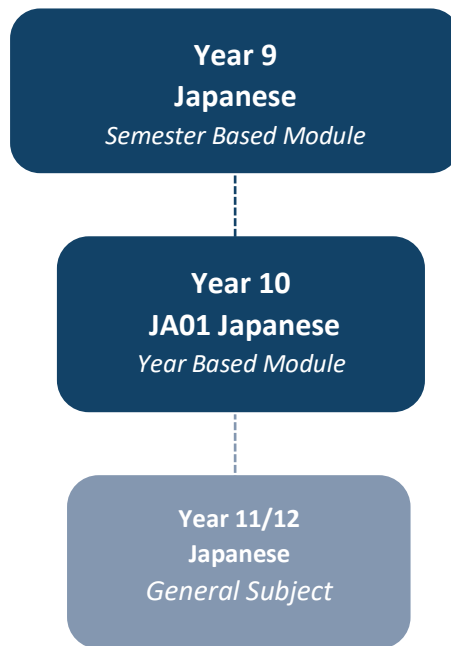 Year 9
Japanese
Semester Based Module
Year 10
JA01 Japanese
Year Based Module
Year 11/12
Japanese
General Subject